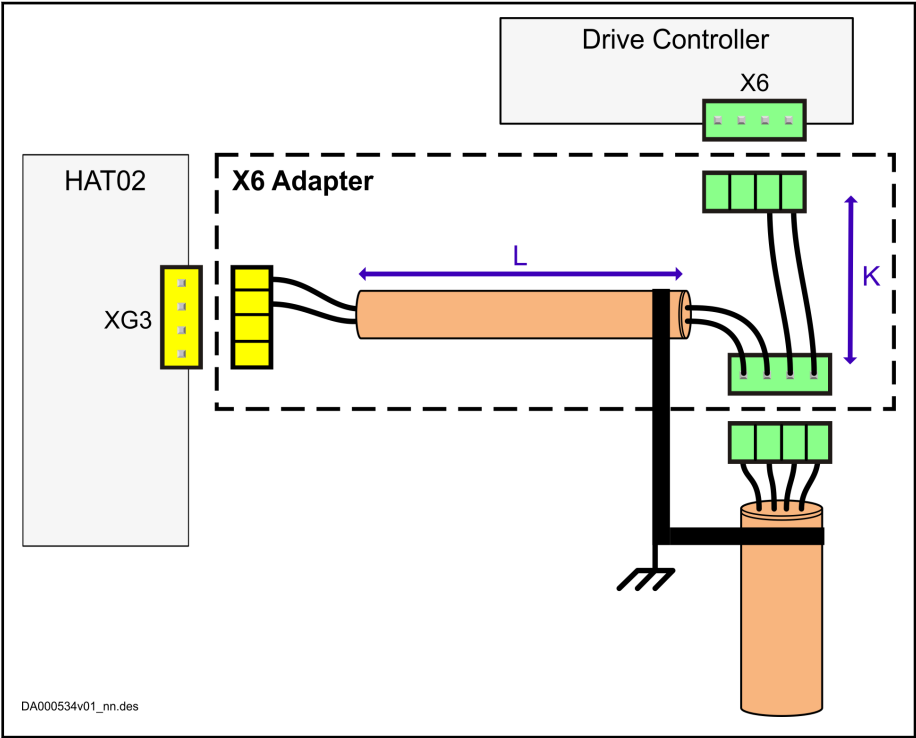 Drive Controller
X6
HAT02
X6 Adapter
L
K
XG3
DA000534v01_nn.des